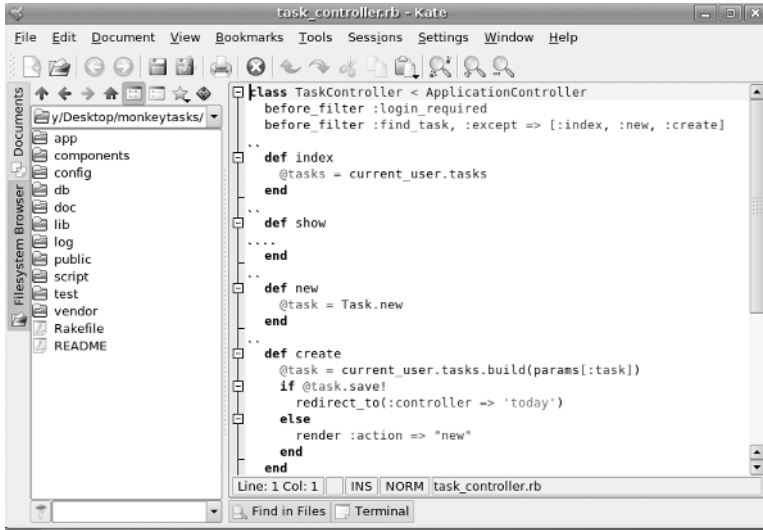 task_controller.rb - Kate
File Edit Document View Bookmarks Tools Sessions Settings Window Help
Documents
Filesystem Browser
y/Desktop/monkeytasks/
app
components
config
db
doc
lib
log
public
script
test
vendor
Rakefile
README
class TaskController < ApplicationController
before_filter :login_required
before_filter :find_task, :except => [:index, :new, :create]
def index
@tasks = current_user.tasks
end
def show
end
def new
@task = Task.new
end
def create
@task = current_user.tasks.build(params[:task])
if @task.save!
redirect_to(:controller => 'today')
else
render :action => "new"
end
end
Line: 1 Col: 1 INS NORM task_controller.rb
Find in Files Terminal